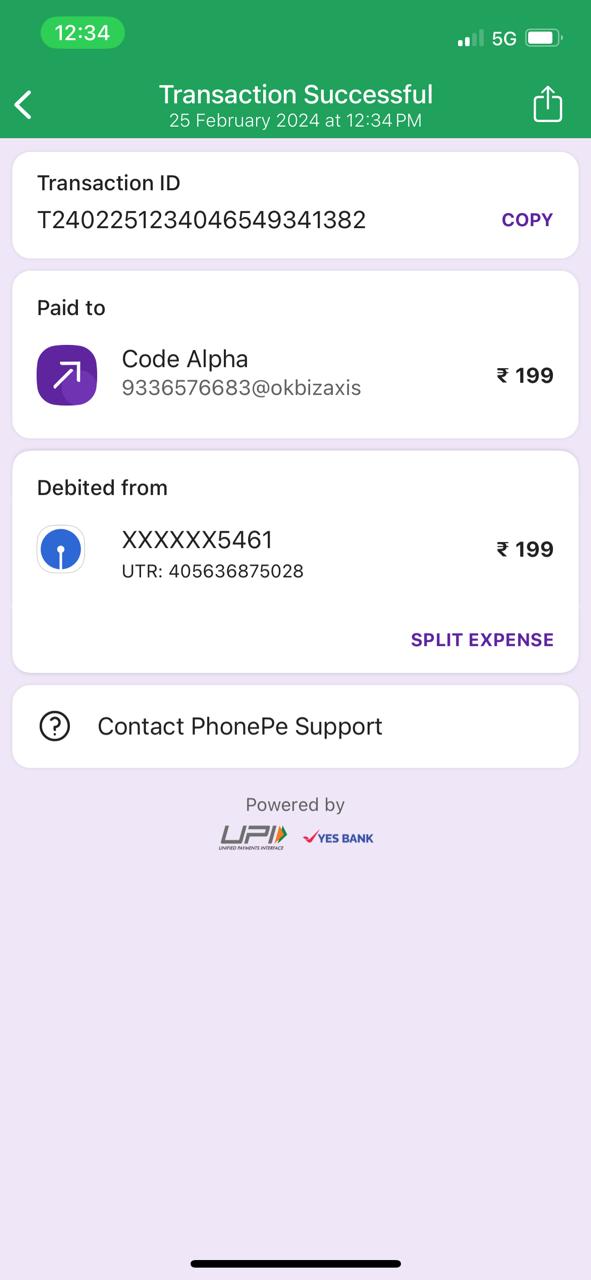 12:34
5G
Transaction Successful
25 February 2024 at 12:34 PM
Transaction ID
T2402251234046549341382
COPY
Paid to
Code Alpha
9336576683@okbizaxis
₹ 199
Debited from
XXXXXX5461
UTR: 405636875028
₹ 199
SPLIT EXPENSE
Contact PhonePe Support
Powered by
UPI
UNIFIED PAYMENTS INTERFACE
YES BANK